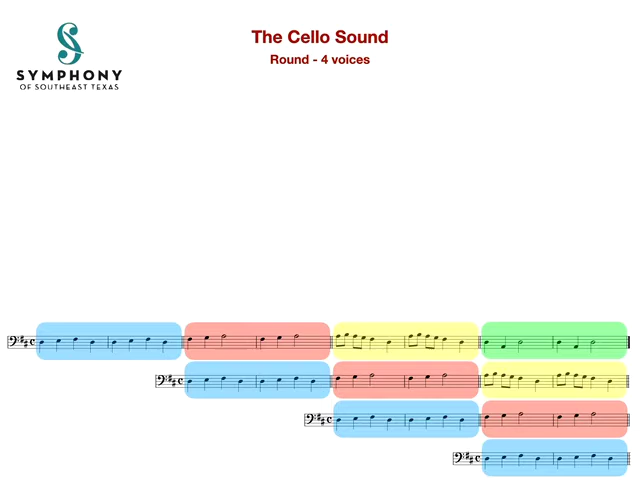 The Cello Sound
Round - 4 voices
SYMPHONY
OF SOUTHEAST TEXAS